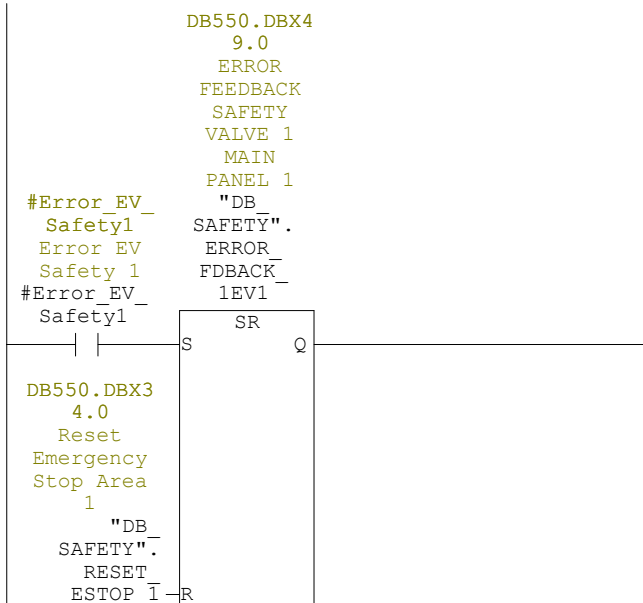 DB550.DBX4
9.0
ERROR
FEEDBACK
SAFETY
VALVE 1
MAIN
PANEL 1
"DB_
SAFETY".
ERROR_
FDBACK_
1EV1
#Error_EV_
Safety1
Error EV
Safety 1
#Error_EV_
Safety1
SR
S Q
DB550.DBX3
4.0
Reset
Emergency
Stop Area
1
"DB_
SAFETY".
RESET_
ESTOP 1
R